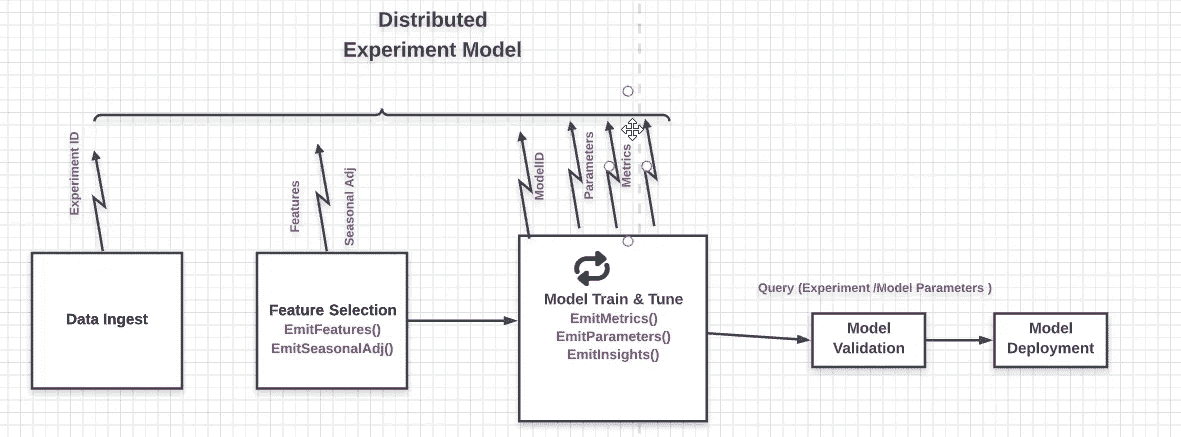 Distributed
Experiment Model
Experiment ID
Features
Seasonal Adj
ModelID
Parameters
Metrics
Data Ingest
Feature Selection
EmitFeatures()
EmitSeasonalAdj()
Model Train & Tune
EmitMetrics()
EmitParameters()
EmitInsights()
Query (Experiment /Model Parameters )
Model
Validation
Model
Deployment